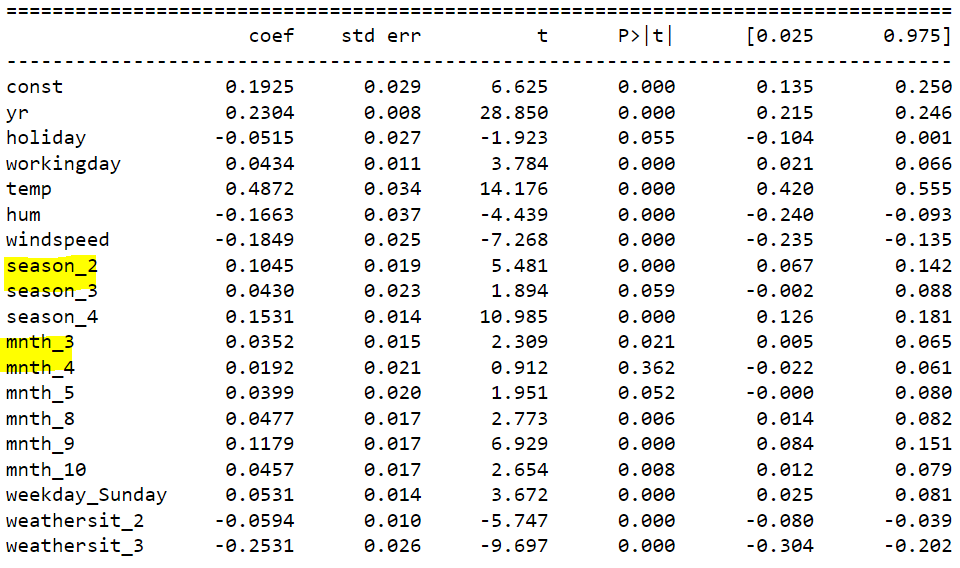 ==============================================================================
coef std err t P>|t| [0.025 0.975]
------------------------------------------------------------------------------
const 0.1925 0.029 6.625 0.000 0.135 0.250
yr 0.2304 0.008 28.850 0.000 0.215 0.246
holiday -0.0515 0.027 -1.923 0.055 -0.104 0.001
workingday 0.0434 0.011 3.784 0.000 0.021 0.066
temp 0.4872 0.034 14.176 0.000 0.420 0.555
hum -0.1663 0.037 -4.439 0.000 -0.240 -0.093
windspeed -0.1849 0.025 -7.268 0.000 -0.235 -0.135
season_2 0.1045 0.019 5.481 0.000 0.067 0.142
season_3 0.0430 0.023 1.894 0.059 -0.002 0.088
season_4 0.1531 0.014 10.985 0.000 0.126 0.181
mnth_3 0.0352 0.015 2.309 0.021 0.005 0.065
mnth_4 0.0192 0.021 0.912 0.362 -0.022 0.061
mnth_5 0.0399 0.020 1.951 0.052 -0.000 0.080
mnth_8 0.0477 0.017 2.773 0.006 0.014 0.082
mnth_9 0.1179 0.017 6.929 0.000 0.084 0.151
mnth_10 0.0457 0.017 2.654 0.008 0.012 0.079
weekday_Sunday 0.0531 0.014 3.672 0.000 0.025 0.081
weathersit_2 -0.0594 0.010 -5.747 0.000 -0.080 -0.039
weathersit_3 -0.2531 0.026 -9.697 0.000 -0.304 -0.202